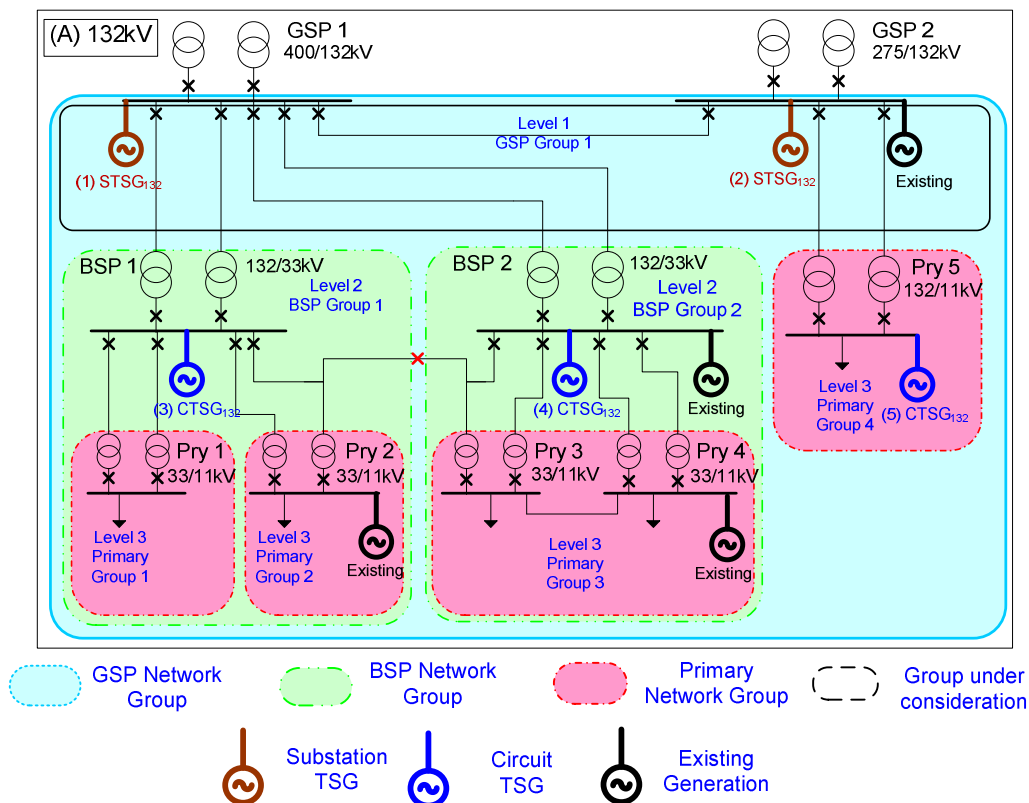 (A) 132kV
GSP 1
400/132kV
GSP 2
275/132kV
Level 1
GSP Group 1
(1) STSG132
(2) STSG132
Existing
BSP 1
132/33kV
Level 2
BSP Group 1
BSP 2
132/33kV
Level 2
BSP Group 2
Pry 5
132/11kV
(3) CTSG132
(4) CTSG132
Existing
Level 3
Primary
Group 4
(5) CTSG132
Pry 1
33/11kV
Pry 2
33/11kV
Pry 3
33/11kV
Pry 4
33/11kV
Level 3
Primary
Group 1
Level 3
Primary
Group 2
Existing
Level 3
Primary
Group 3
Existing
GSP Network
Group
BSP Network
Group
Primary
Network Group
Group under
consideration
Substation
TSG
Circuit
TSG
Existing
Generation